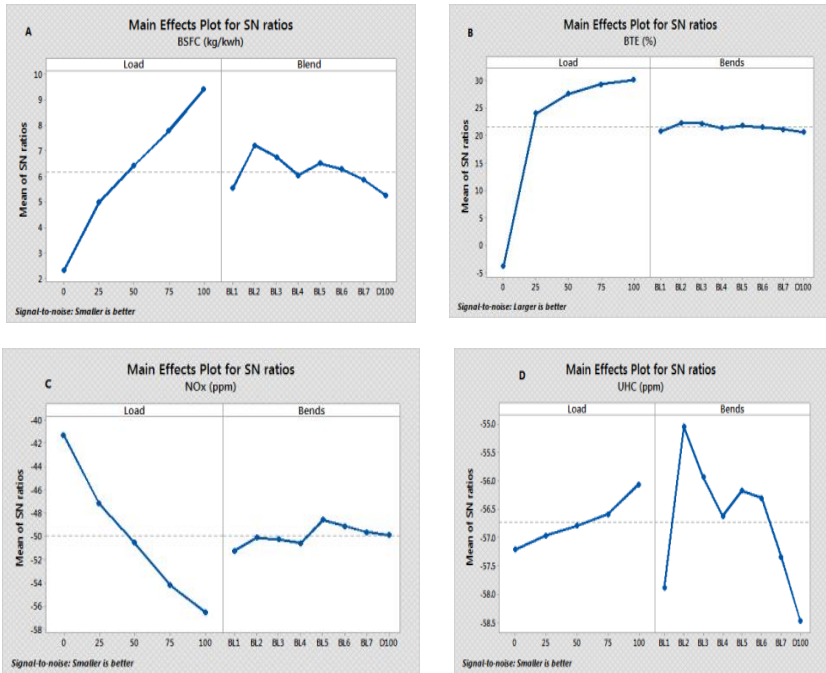 A
Main Effects Plot for SN ratios
BSFC (kg/kwh)
Load Blend
Mean of SN ratios
10
9
8
7
6
5
4
3
2
0 25 50 75 100 BL1 BL2 BL3 BL4 BL5 BL6 BL7 D100
Signal-to-noise: Smaller is better
B
Main Effects Plot for SN ratios
BTE (%)
Load Bends
Mean of SN ratios
30
25
20
15
10
5
0
-5
0 25 50 75 100 BL1 BL2 BL3 BL4 BL5 BL6 BL7 D100
Signal-to-noise: Larger is better
C
Main Effects Plot for SN ratios
NOx (ppm)
Load Bends
Mean of SN ratios
-40
-42
-44
-46
-48
-50
-52
-54
-56
-58
0 25 50 75 100 BL1 BL2 BL3 BL4 BL5 BL6 BL7 D100
Signal-to-noise: Smaller is better
D
Main Effects Plot for SN ratios
UHC (ppm)
Load Bends
Mean of SN ratios
-55.0
-55.5
-56.0
-56.5
-57.0
-57.5
-58.0
-58.5
0 25 50 75 100 BL1 BL2 BL3 BL4 BL5 BL6 BL7 D100
Signal-to-noise: Smaller is better